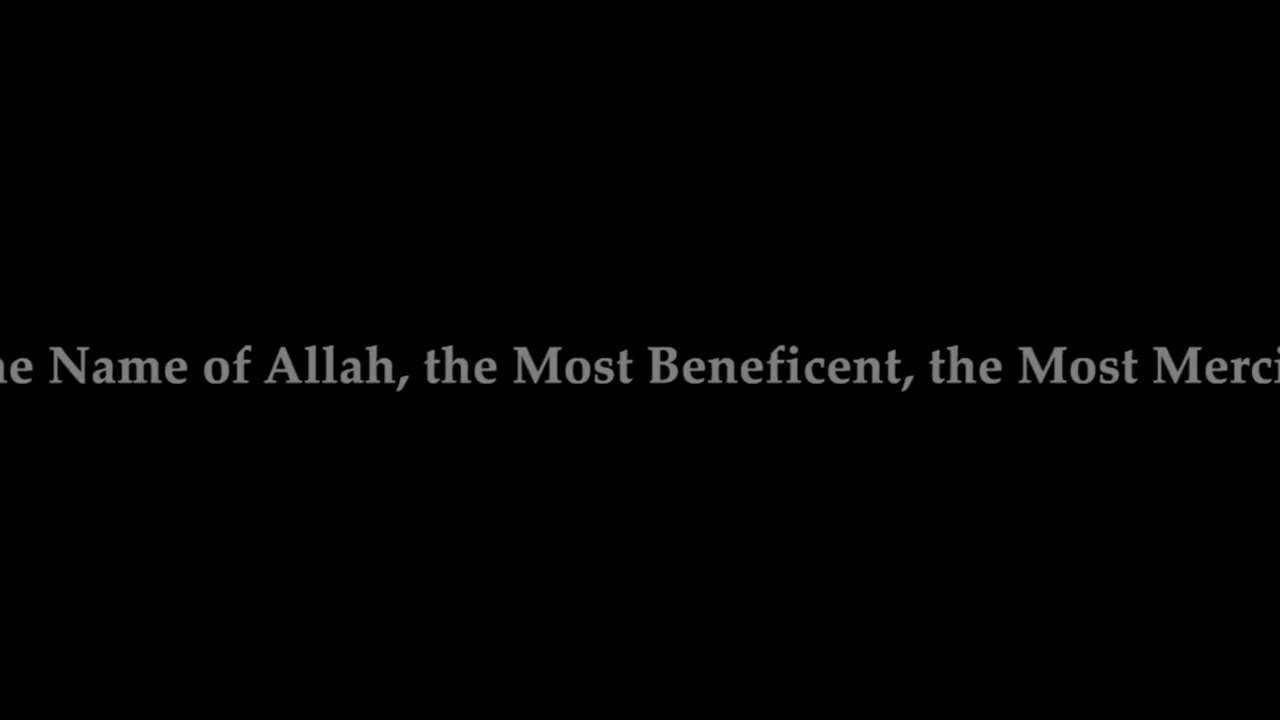 he Name of Allah, the Most Beneficent, the Most Merci